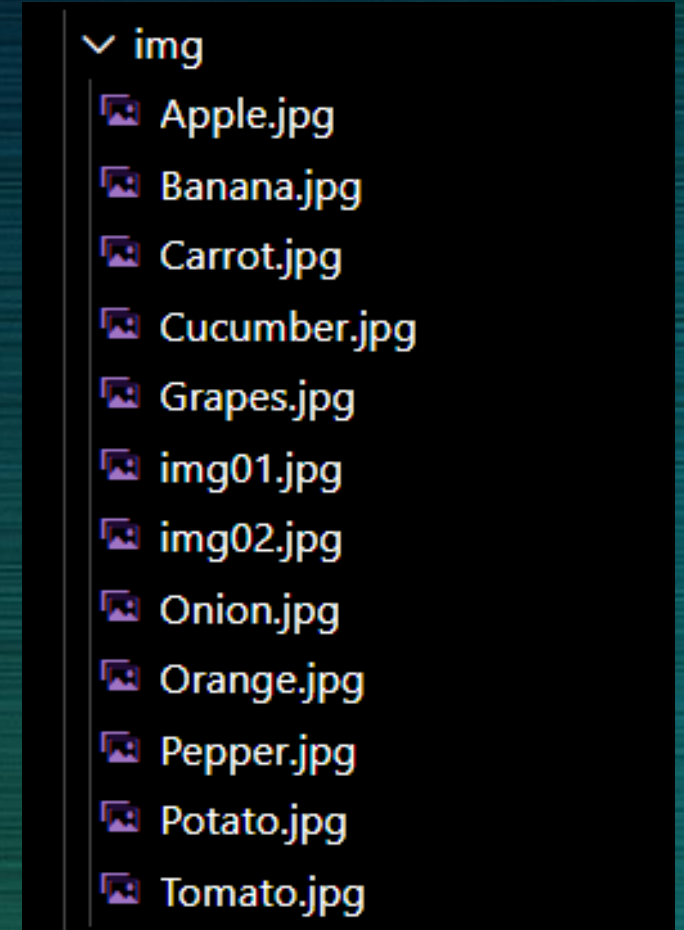 img
Apple.jpg
Banana.jpg
Carrot.jpg
Cucumber.jpg
Grapes.jpg
img01.jpg
img02.jpg
Onion.jpg
Orange.jpg
Pepper.jpg
Potato.jpg
Tomato.jpg